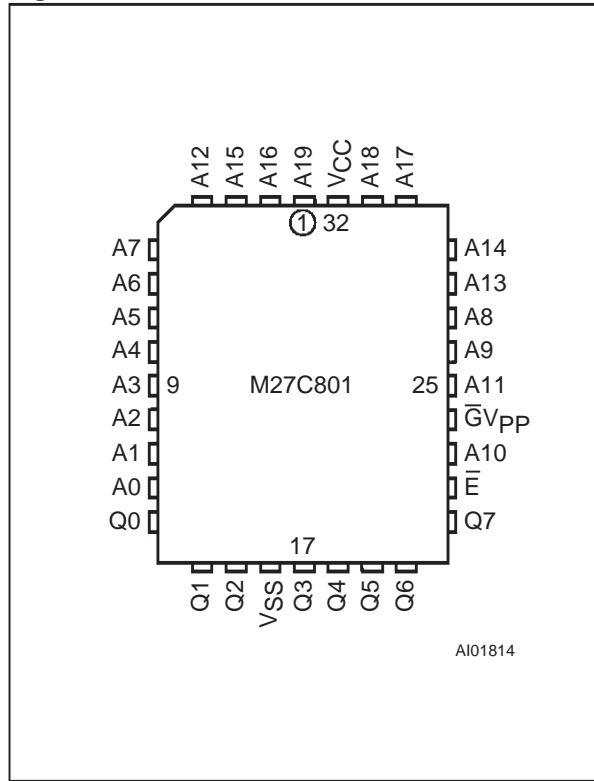 A12 A15 A16 A19 VCC A18 A17
1 32
A7 A14
A6 A13
A5 A8
A4 A9
A3 9 M27C801 25 A11
A2 G̅VPP
A1 A10
A0 E̅
Q0 Q7
17
Q1 Q2 VSS Q3 Q4 Q5 Q6
AI01814